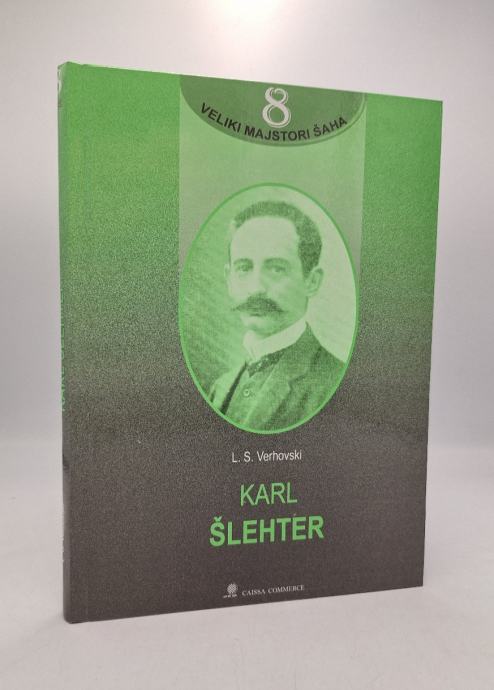 8
VELIKI MAJSTORI ŠAHA
L. S. Verhovski
KARL
ŠLEHTER
CAISSA COMMERCE